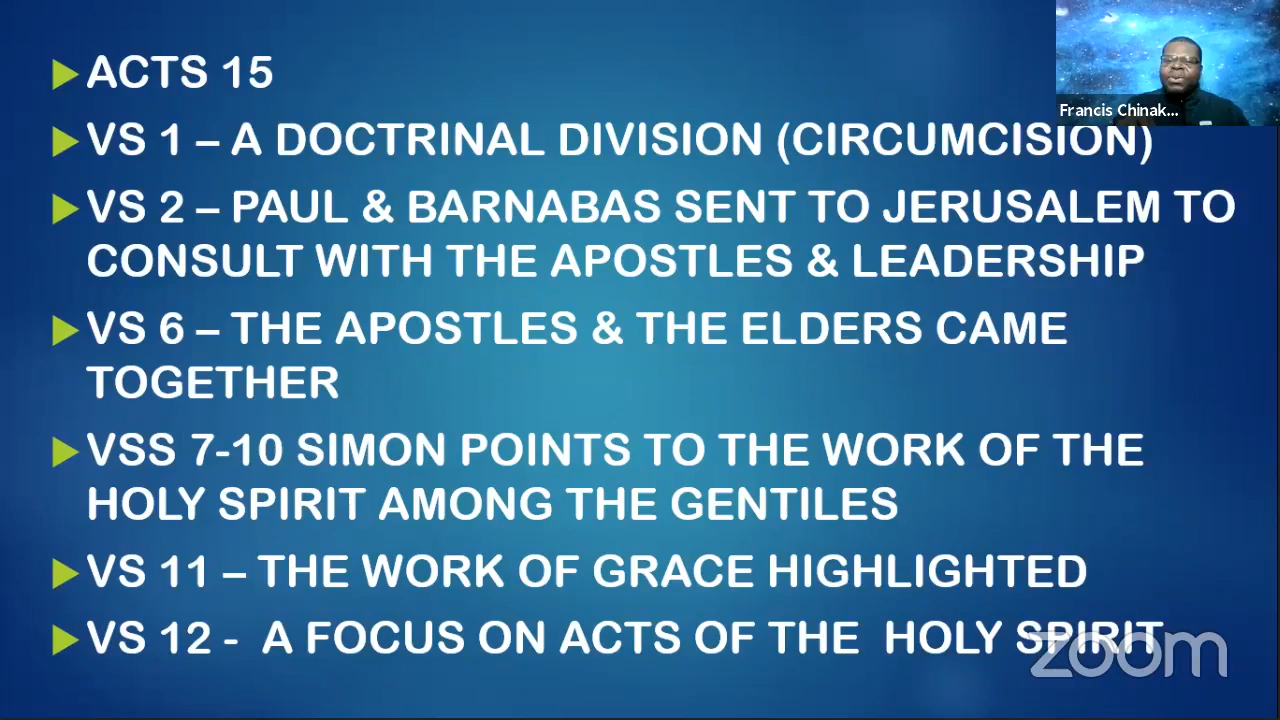 ACTS 15
Francis Chinak...
VS 1 – A DOCTRINAL DIVISION (CIRCUMCISION)
VS 2 – PAUL & BARNABAS SENT TO JERUSALEM TO
CONSULT WITH THE APOSTLES & LEADERSHIP
VS 6 – THE APOSTLES & THE ELDERS CAME
TOGETHER
VSS 7-10 SIMON POINTS TO THE WORK OF THE
HOLY SPIRIT AMONG THE GENTILES
VS 11 – THE WORK OF GRACE HIGHLIGHTED
VS 12 - A FOCUS ON ACTS OF THE HOLY SPIRIT
zoom